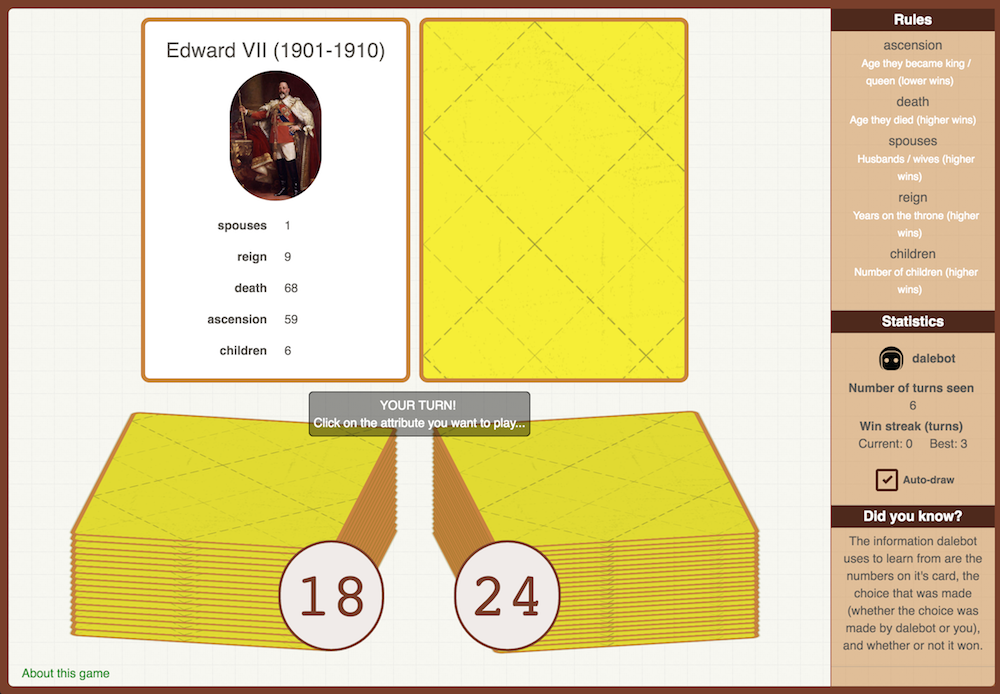 Edward VII (1901-1910)
spouses 1
reign 9
death 68
ascension 59
children 6
YOUR TURN!
Click on the attribute you want to play...
18
24
About this game
Rules
ascension
Age they became king /
queen (lower wins)
death
Age they died (higher wins)
spouses
Husbands / wives (higher
wins)
reign
Years on the throne (higher
wins)
children
Number of children (higher
wins)
Statistics
dalebot
Number of turns seen
6
Win streak (turns)
Current: 0 Best: 3
Auto-draw
Did you know?
The information dalebot
uses to learn from are the
numbers on it's card, the
choice that was made
(whether the choice was
made by dalebot or you),
and whether or not it won.